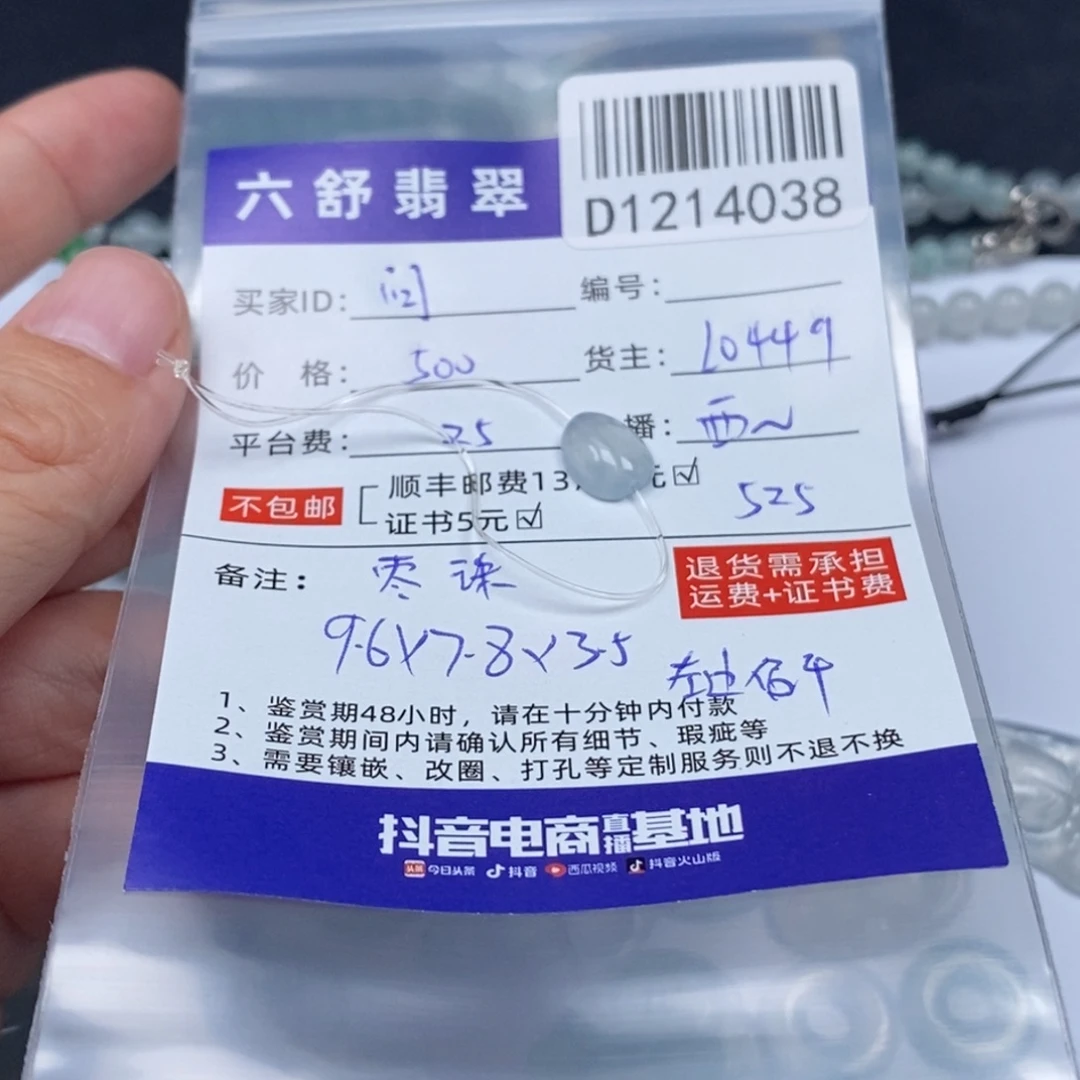 D1214038
六舒翡翠
买家ID: 编号:
价 格: 500 货主: 10449
平台费: 25 播: 西~
不包邮 顺丰邮费13 元☑
证书5元☑ 525
备注: 枣
退货需承担
运费+证书费
9.6X7.8X3.5
1、鉴赏期48小时，请在十分钟内付款
2、鉴赏期间内请确认所有细节、瑕疵等
3、需要镶嵌、改圈、打孔等定制服务则不退不换
抖音电商直播基地
头条 今日头条 抖音 西瓜视频 抖音火山版